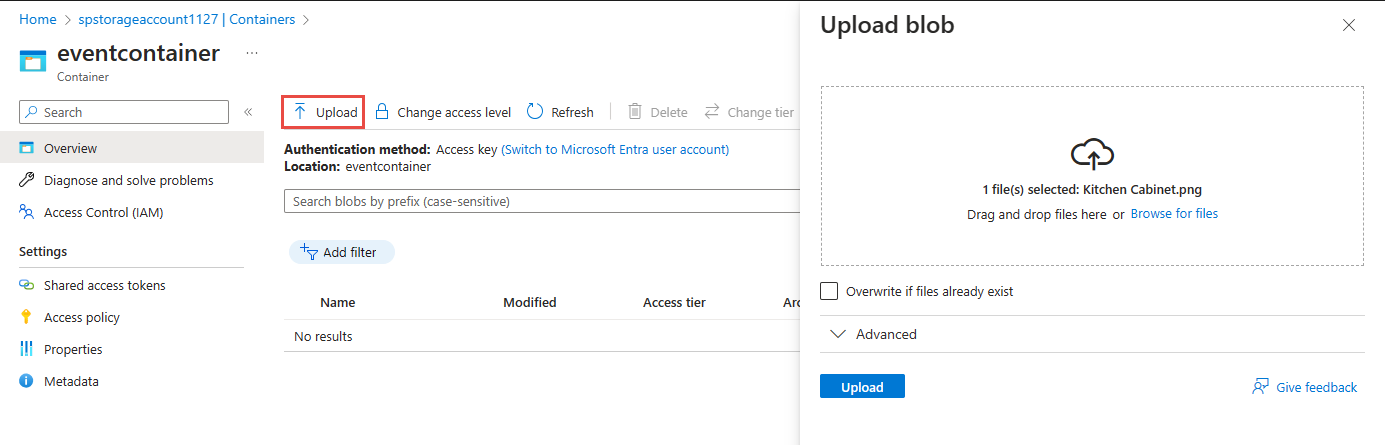 Home > spstorageaccount1127 | Containers >
eventcontainer ...
Container
Search
«
Overview
Diagnose and solve problems
Access Control (IAM)
Settings
Shared access tokens
Access policy
Properties
Metadata
Upload Change access level Refresh Delete Change tier
Authentication method: Access key (Switch to Microsoft Entra user account)
Location: eventcontainer
Search blobs by prefix (case-sensitive)
Add filter
Name Modified Access tier Arc
No results
Upload blob
1 file(s) selected: Kitchen Cabinet.png
Drag and drop files here or Browse for files
Overwrite if files already exist
Advanced
Upload Give feedback